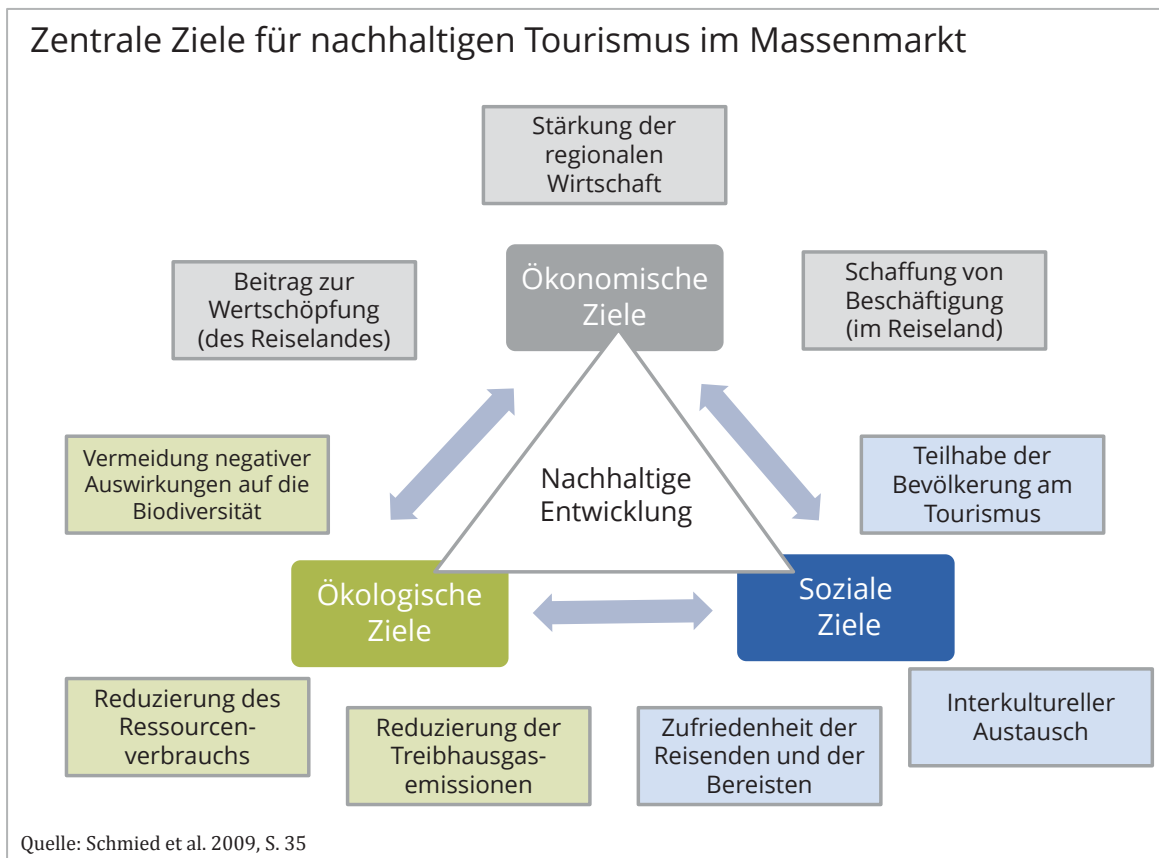 Zentrale Ziele für nachhaltigen Tourismus im Massenmarkt
Stärkung der
regionalen
Wirtschaft
Beitrag zur
Wertschöpfung
(des Reiselandes)
Ökonomische
Ziele
Schaffung von
Beschäftigung
(im Reiseland)
Vermeidung negativer
Auswirkungen auf die
Biodiversität
Nachhaltige
Entwicklung
Teilhabe der
Bevölkerung am
Tourismus
Ökologische
Ziele
Soziale
Ziele
Reduzierung des
Ressourcen-
verbrauchs
Reduzierung der
Treibhausgas-
emissionen
Zufriedenheit der
Reisenden und der
Bereisten
Interkultureller
Austausch
Quelle: Schmied et al. 2009, S. 35